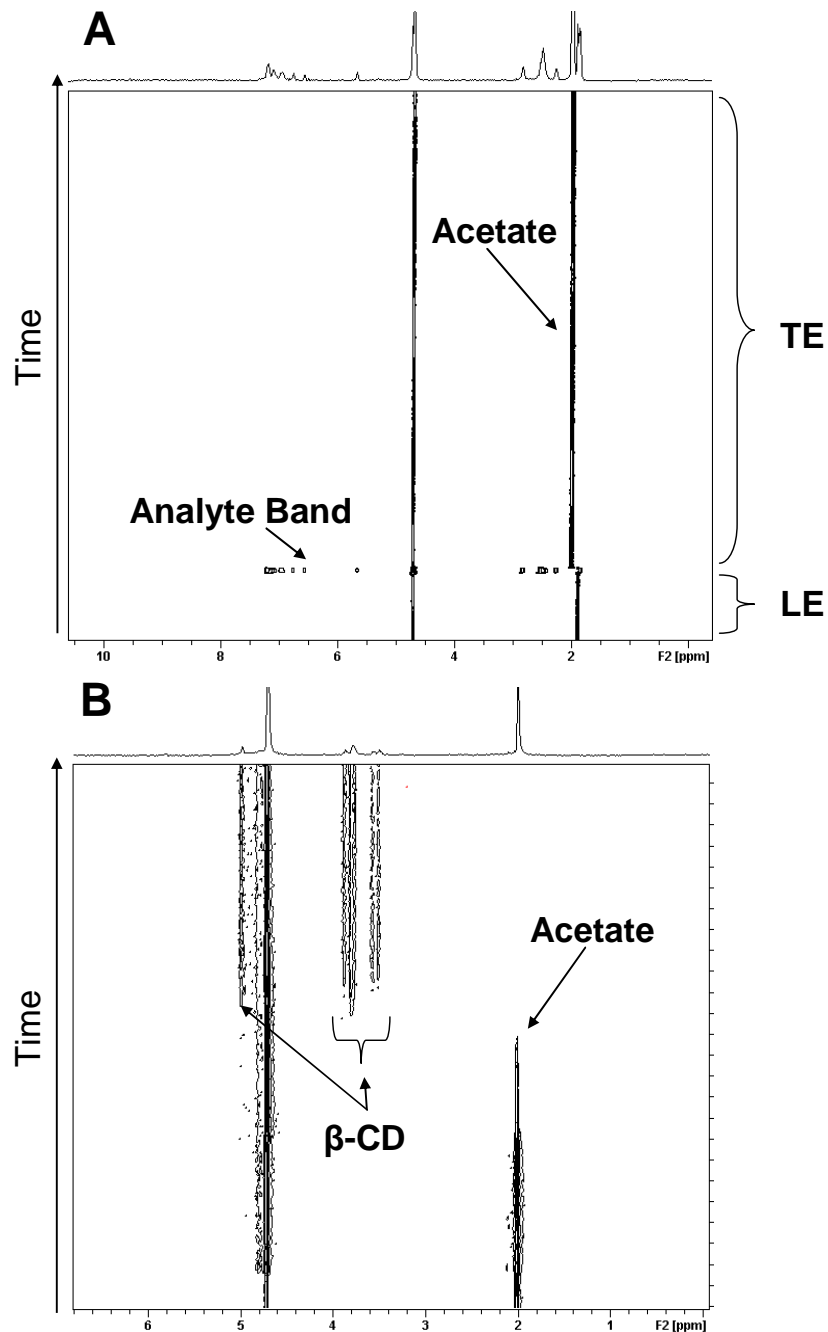 A
Time
Acetate
TE
Analyte Band
LE
10 8 6 4 2 F2 [ppm]
B
Time
Acetate
β-CD
6 5 4 3 2 1 F2 [ppm]